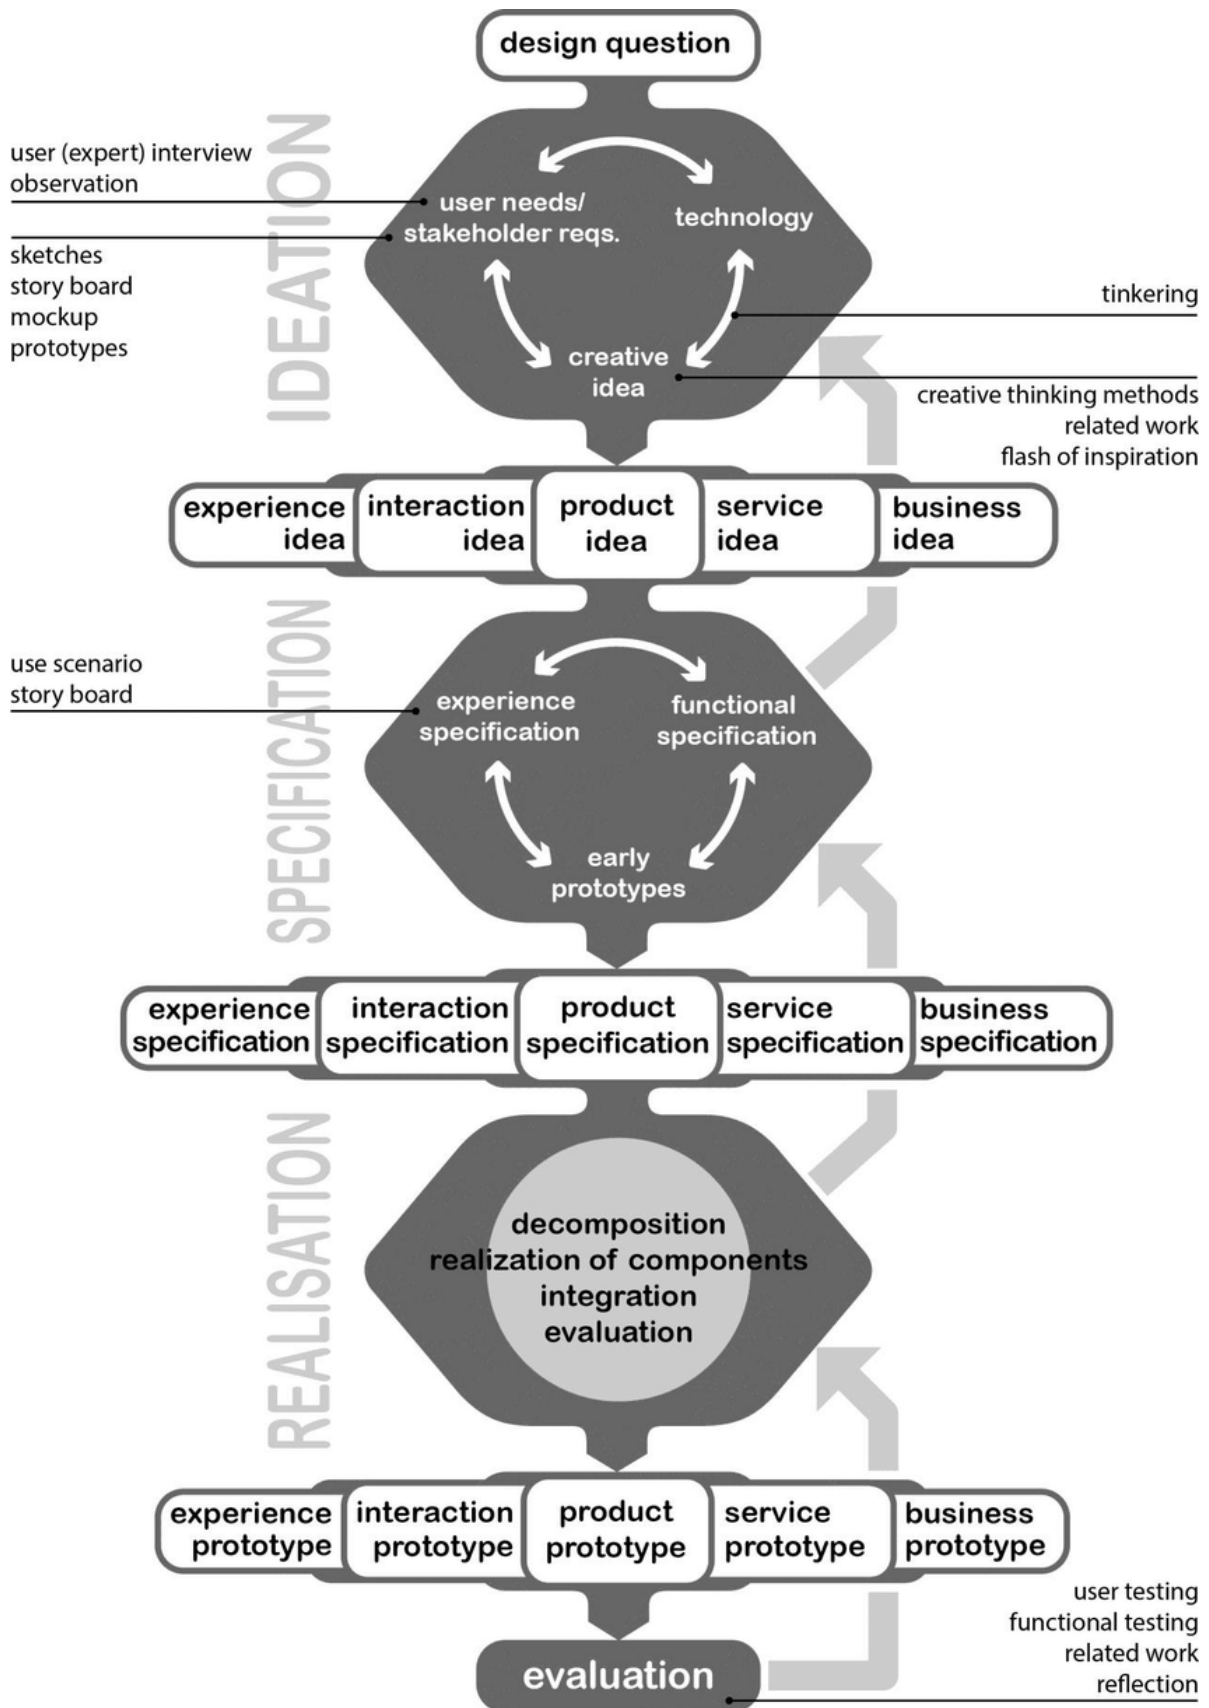 design question
IDEATION
user (expert) interview
observation
sketches
story board
mockup
prototypes
user needs/
stakeholder reqs.
technology
creative
idea
tinkering
creative thinking methods
related work
flash of inspiration
experience
idea
interaction
idea
product
idea
service
idea
business
idea
SPECIFICATION
use scenario
story board
experience
specification
functional
specification
early
prototypes
experience
specification
interaction
specification
product
specification
service
specification
business
specification
REALISATION
decomposition
realization of components
integration
evaluation
experience
prototype
interaction
prototype
product
prototype
service
prototype
business
prototype
evaluation
user testing
functional testing
related work
reflection